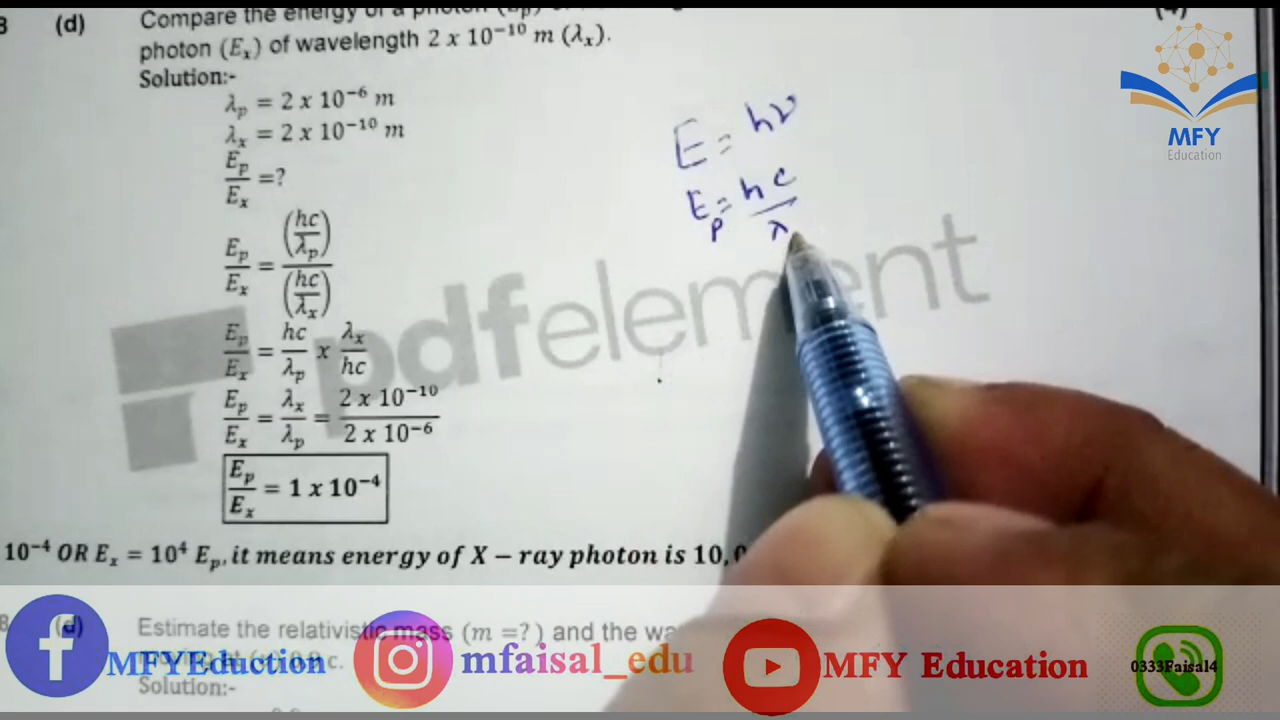 (d) Compare the energy of a photon
photon (Eₓ) of wavelength 2 x 10⁻¹⁰ m (λₓ).
Solution:-
λₚ = 2 x 10⁻⁶ m
λₓ = 2 x 10⁻¹⁰ m
Eₚ/Eₓ =?
Eₚ/Eₓ = (hc/λₚ)/(hc/λₓ)
Eₚ/Eₓ = hc/λₚ x λₓ/hc
Eₚ/Eₓ = λₓ/λₚ = 2 x 10⁻¹⁰/2 x 10⁻⁶
Eₚ/Eₓ = 1 x 10⁻⁴
10⁻⁴ OR Eₓ = 10⁴ Eₚ, it means energy of X – ray photon is 10,
E = hν
Eₚ = hc/λ
pdfelement
MFY
Education
(d) Estimate the relativistic mass (m =?) and the
c.
Solution:-
MFYEduction
mfaisal_edu
MFY Education
0333Faisal4